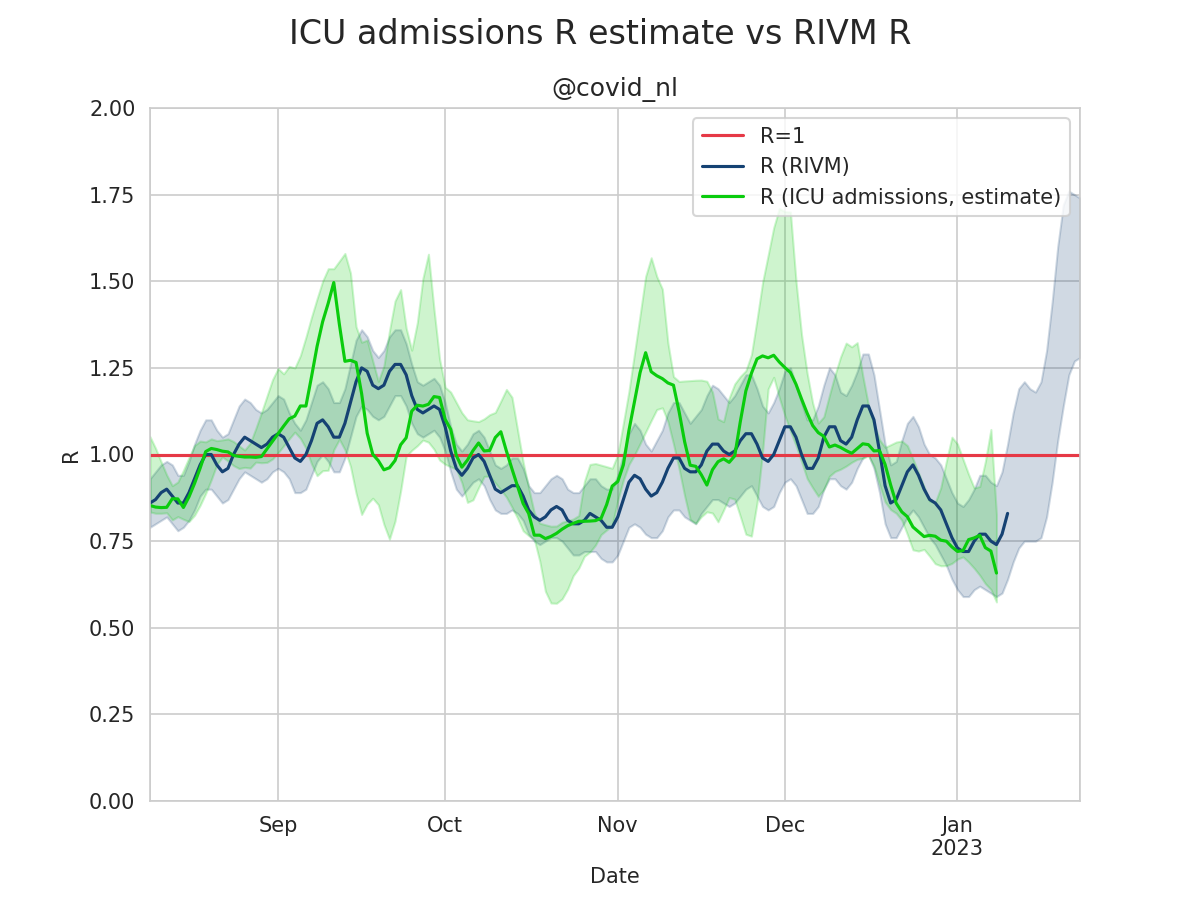 ICU admissions R estimate vs RIVM R
@covid_nl
R=1
R (RIVM)
R (ICU admissions, estimate)
2.00
1.75
1.50
1.25
1.00
0.75
0.50
0.25
0.00
R
Sep
Oct
Nov
Dec
Jan
2023
Date